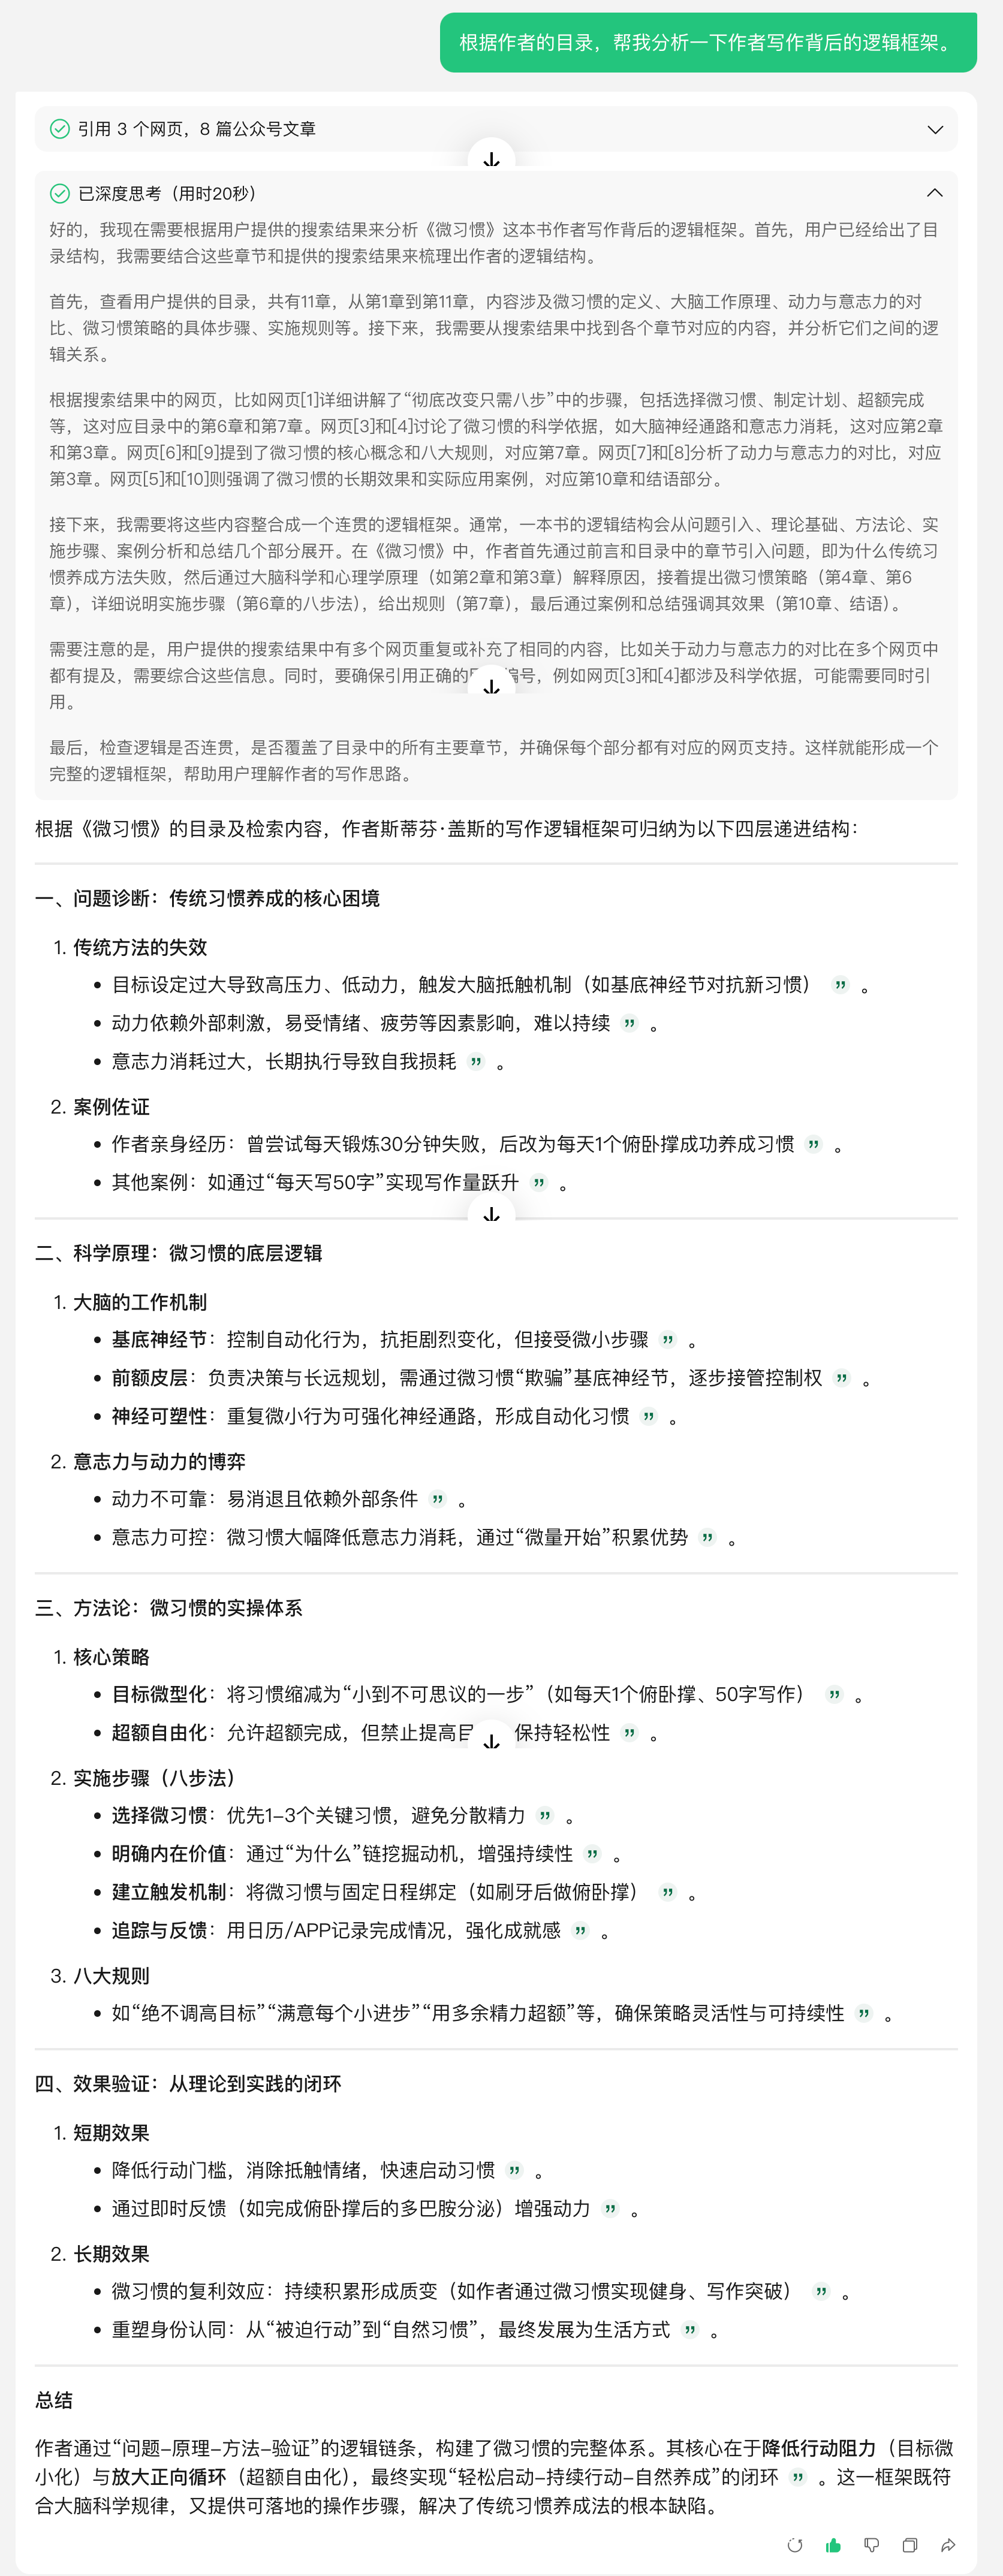 根据作者的目录，帮我分析一下作者写作背后的逻辑框架。
引用 3 个网页，8 篇公众号文章
已深度思考（用时20秒）
好的，我现在需要根据用户提供的搜索结果来分析《微习惯》这本书作者写作背后的逻辑框架。首先，用户已经给出了目
录结构，我需要结合这些章节和提供的搜索结果来梳理出作者的逻辑结构。
首先，查看用户提供的目录，共有11章，从第1章到第11章，内容涉及微习惯的定义、大脑工作原理、动力与意志力的对
比、微习惯策略的具体步骤、实施规则等。接下来，我需要从搜索结果中找到各个章节对应的内容，并分析它们之间的逻
辑关系。
根据搜索结果中的网页，比如网页[1]详细讲解了“彻底改变只需八步”中的步骤，包括选择微习惯、制定计划、超额完成
等，这对应目录中的第6章和第7章。网页[3]和[4]讨论了微习惯的科学依据，如大脑神经通路和意志力消耗，这对应第2章
和第3章。网页[6]和[9]提到了微习惯的核心概念和八大规则，对应第7章。网页[7]和[8]分析了动力与意志力的对比，对应
第3章。网页[5]和[10]则强调了微习惯的长期效果和实际应用案例，对应第10章和结语部分。
接下来，我需要将这些内容整合成一个连贯的逻辑框架。通常，一本书的逻辑结构会从问题引入、理论基础、方法论、实
施步骤、案例分析和总结几个部分展开。在《微习惯》中，作者首先通过前言和目录中的章节引入问题，即为什么传统习
惯养成方法失败，然后通过大脑科学和心理学原理（如第2章和第3章）解释原因，接着提出微习惯策略（第4章、第6
章），详细说明实施步骤（第6章的八步法），给出规则（第7章），最后通过案例和总结强调其效果（第10章、结语）。
需要注意的是，用户提供的搜索结果中有多个网页重复或补充了相同的内容，比如关于动力与意志力的对比在多个网页中
都有提及，需要综合这些信息。同时，要确保引用正确的 号，例如网页[3]和[4]都涉及科学依据，可能需要同时引
用。
最后，检查逻辑是否连贯，是否覆盖了目录中的所有主要章节，并确保每个部分都有对应的网页支持。这样就能形成一个
完整的逻辑框架，帮助用户理解作者的写作思路。
根据《微习惯》的目录及检索内容，作者斯蒂芬·盖斯的写作逻辑框架可归纳为以下四层递进结构：
一、问题诊断：传统习惯养成的核心困境
1. 传统方法的失效
• 目标设定过大导致高压力、低动力，触发大脑抵触机制（如基底神经节对抗新习惯） ” 。
• 动力依赖外部刺激，易受情绪、疲劳等因素影响，难以持续 ” 。
• 意志力消耗过大，长期执行导致自我损耗 ” 。
2. 案例佐证
• 作者亲身经历：曾尝试每天锻炼30分钟失败，后改为每天1个俯卧撑成功养成习惯 ” 。
• 其他案例：如通过“每天写50字”实现写作量跃升 ” 。
二、科学原理：微习惯的底层逻辑
1. 大脑的工作机制
• 基底神经节：控制自动化行为，抗拒剧烈变化，但接受微小步骤 ” 。
• 前额皮层：负责决策与长远规划，需通过微习惯“欺骗”基底神经节，逐步接管控制权 ” 。
• 神经可塑性：重复微小行为可强化神经通路，形成自动化习惯 ” 。
2. 意志力与动力的博弈
• 动力不可靠：易消退且依赖外部条件 ” 。
• 意志力可控：微习惯大幅降低意志力消耗，通过“微量开始”积累优势 ” 。
三、方法论：微习惯的实操体系
1. 核心策略
• 目标微型化：将习惯缩减为“小到不可思议的一步”（如每天1个俯卧撑、50字写作） ” 。
• 超额自由化：允许超额完成，但禁止提高目 保持轻松性 ” 。
2. 实施步骤（八步法）
• 选择微习惯：优先1-3个关键习惯，避免分散精力 ” 。
• 明确内在价值：通过“为什么”链挖掘动机，增强持续性 ” 。
• 建立触发机制：将微习惯与固定日程绑定（如刷牙后做俯卧撑） ” 。
• 追踪与反馈：用日历/APP记录完成情况，强化成就感 ” 。
3. 八大规则
• 如“绝不调高目标”“满意每个小进步”“用多余精力超额”等，确保策略灵活性与可持续性 ” 。
四、效果验证：从理论到实践的闭环
1. 短期效果
• 降低行动门槛，消除抵触情绪，快速启动习惯 ” 。
• 通过即时反馈（如完成俯卧撑后的多巴胺分泌）增强动力 ” 。
2. 长期效果
• 微习惯的复利效应：持续积累形成质变（如作者通过微习惯实现健身、写作突破） ” 。
• 重塑身份认同：从“被迫行动”到“自然习惯”，最终发展为生活方式 ” 。
总结
作者通过“问题-原理-方法-验证”的逻辑链条，构建了微习惯的完整体系。其核心在于降低行动阻力（目标微
小化）与放大正向循环（超额自由化），最终实现“轻松启动-持续行动-自然养成”的闭环 ” 。这一框架既符
合大脑科学规律，又提供可落地的操作步骤，解决了传统习惯养成法的根本缺陷。